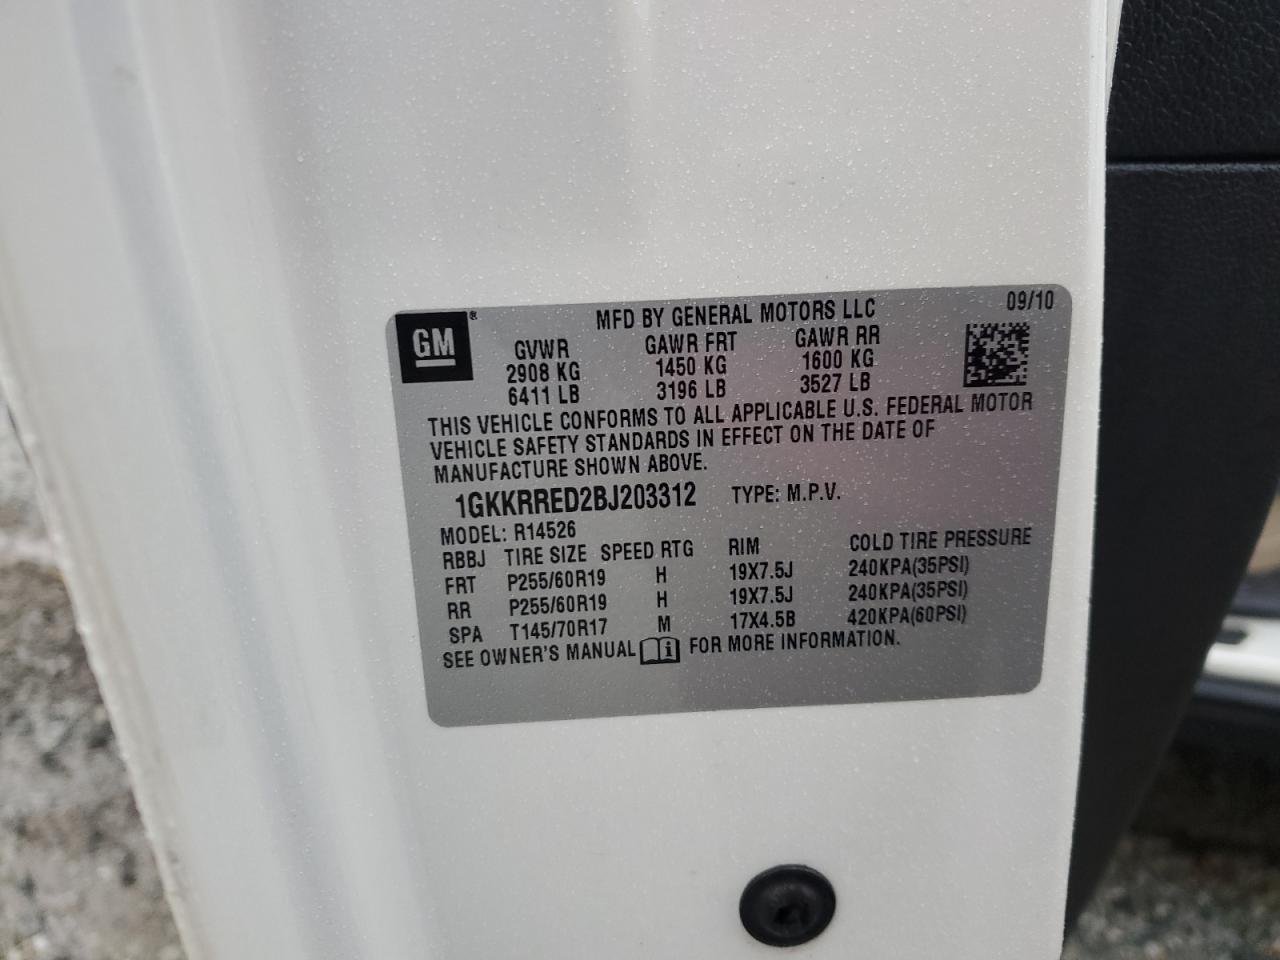 MFD BY GENERAL MOTORS LLC 09/10
GM®
GVWR GAWR FRT GAWR RR
2908 KG 1450 KG 1600 KG
6411 LB 3196 LB 3527 LB
THIS VEHICLE CONFORMS TO ALL APPLICABLE U.S. FEDERAL MOTOR
VEHICLE SAFETY STANDARDS IN EFFECT ON THE DATE OF
MANUFACTURE SHOWN ABOVE.
1GKKRRED2BJ203312 TYPE: M.P.V.
MODEL: R14526
RBBJ TIRE SIZE SPEED RTG RIM COLD TIRE PRESSURE
FRT P255/60R19 H 19X7.5J 240KPA(35PSI)
RR P255/60R19 H 19X7.5J 240KPA(35PSI)
SPA T145/70R17 M 17X4.5B 420KPA(60PSI)
SEE OWNER'S MANUAL i FOR MORE INFORMATION.